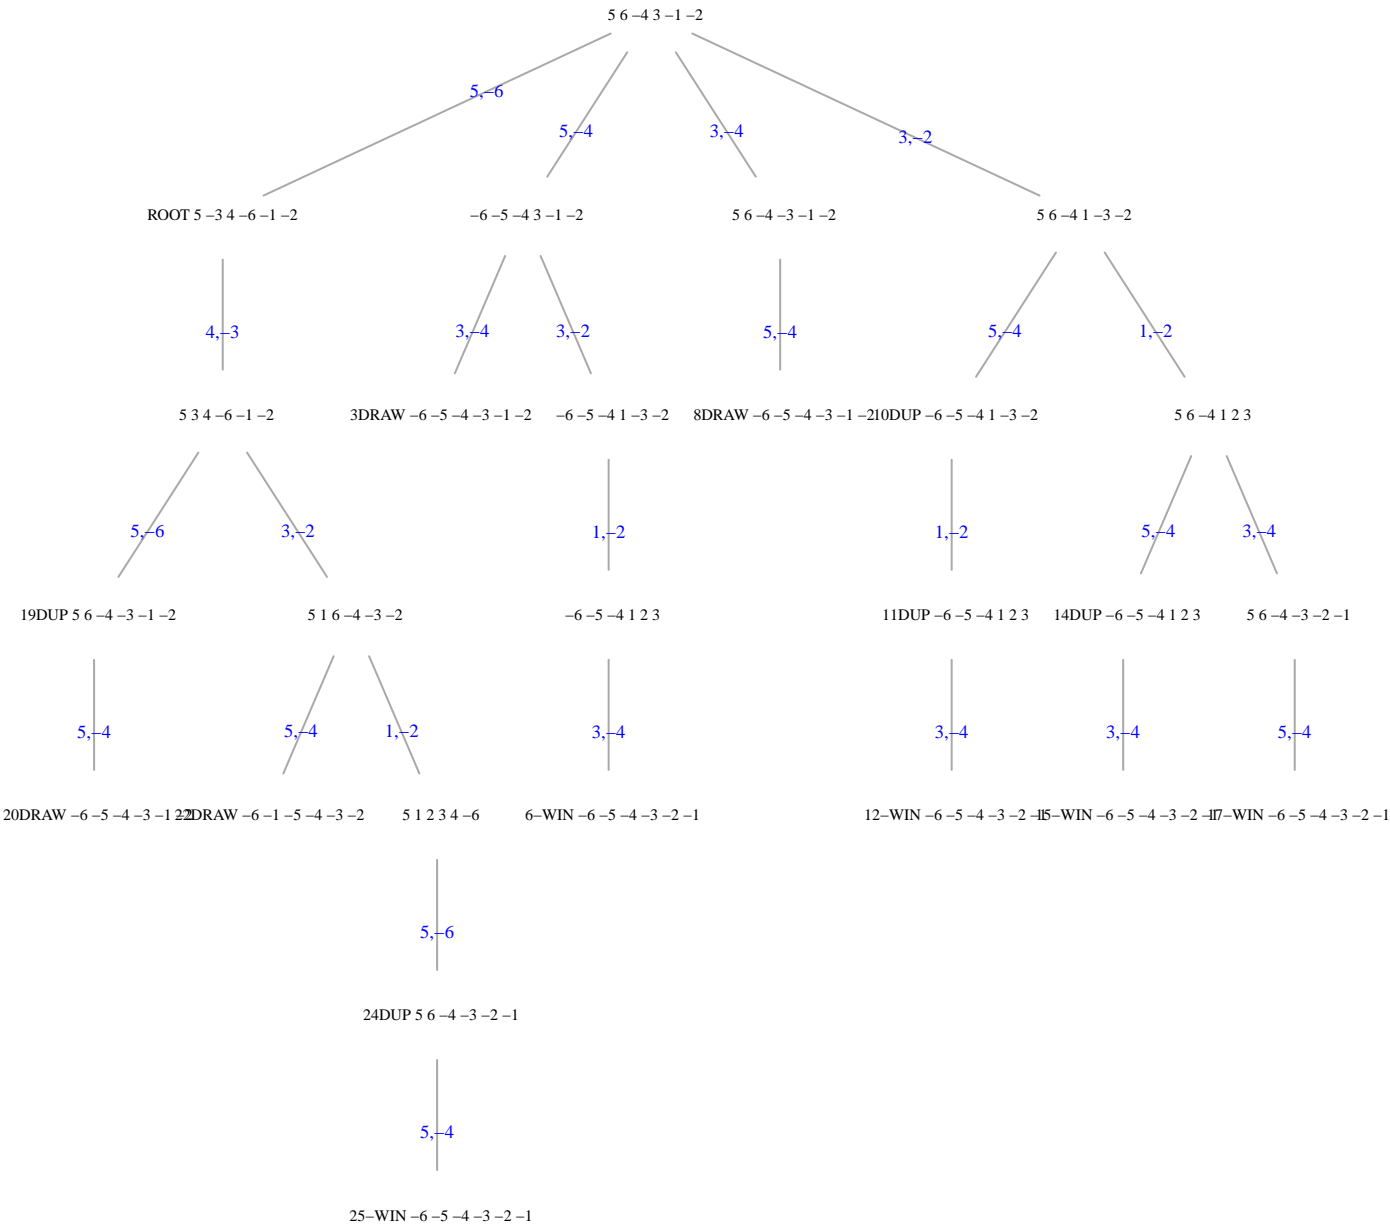 5 6 –4 3 –1 –2
5,–6
5,–4
3,–4
3,–2
ROOT 5 –3 4 –6 –1 –2
–6 –5 –4 3 –1 –2
5 6 –4 –3 –1 –2
5 6 –4 1 –3 –2
4,–3
3,–4
3,–2
5,–4
5,–4
1,–2
5 3 4 –6 –1 –2
3DRAW –6 –5 –4 –3 –1 –2
–6 –5 –4 1 –3 –2
8DRAW –6 –5 –4 –3 –1 –2
10DUP –6 –5 –4 1 –3 –2
5 6 –4 1 2 3
5,–6
3,–2
1,–2
1,–2
5,–4
3,–4
19DUP 5 6 –4 –3 –1 –2
5 1 6 –4 –3 –2
–6 –5 –4 1 2 3
11DUP –6 –5 –4 1 2 3
14DUP –6 –5 –4 1 2 3
5 6 –4 –3 –2 –1
5,–4
5,–4
1,–2
3,–4
3,–4
3,–4
5,–4
20DRAW –6 –5 –4 –3 –1 –2
22DRAW –6 –1 –5 –4 –3 –2
5 1 2 3 4 –6
6–WIN –6 –5 –4 –3 –2 –1
12–WIN –6 –5 –4 –3 –2 –1
15–WIN –6 –5 –4 –3 –2 –1
17–WIN –6 –5 –4 –3 –2 –1
5,–6
24DUP 5 6 –4 –3 –2 –1
5,–4
25–WIN –6 –5 –4 –3 –2 –1